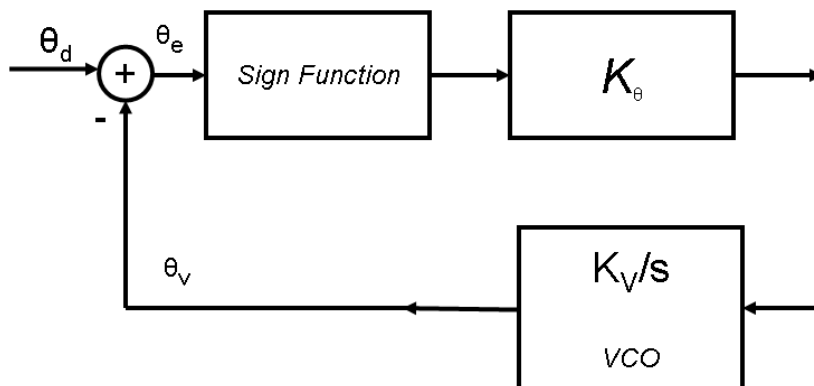 θd
θe
+
-
Sign Function
Kθ
θv
KV/s
VCO